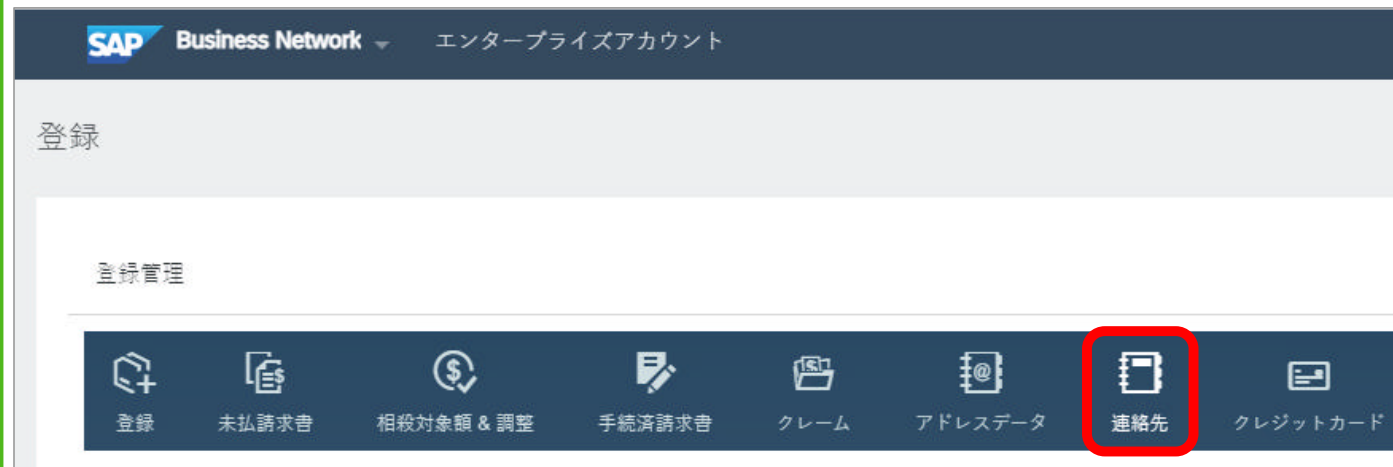 SAP Business Network エンタープライズアカウント
登録
登録管理
登録 未払請求書 相殺対象額 & 調整 手続済請求書 クレーム アドレスデータ 連絡先 クレジットカード